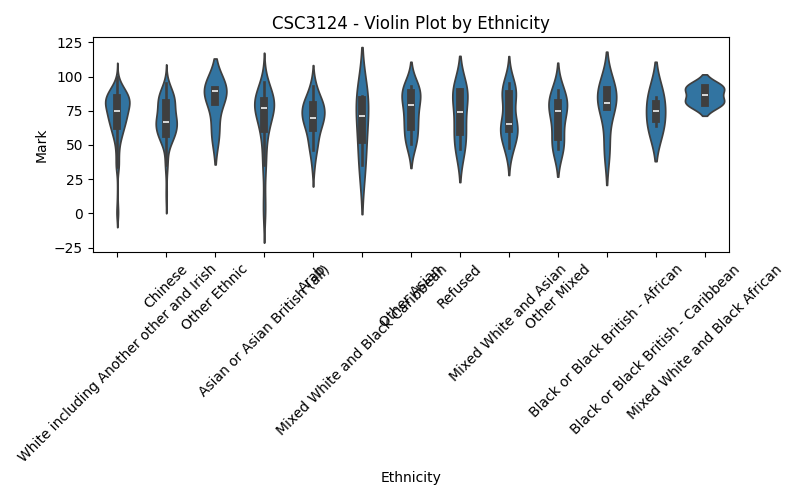 CSC3124 - Violin Plot by Ethnicity
125
100
75
50
25
0
−25
Mark
White including Another other and Irish
Chinese
Other Ethnic
Asian or Asian British (all)
Arab
Mixed White and Black Caribbean
Other Asian
Refused
Mixed White and Asian
Other Mixed
Black or Black British - African
Black or Black British - Caribbean
Mixed White and Black African
Ethnicity